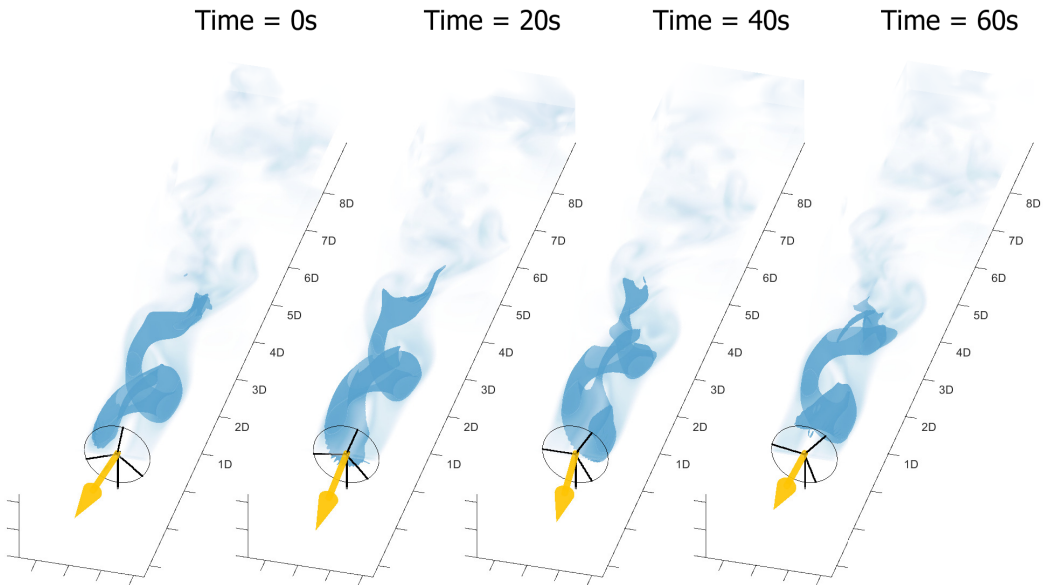 Time = 0s
Time = 20s
Time = 40s
Time = 60s
8D
7D
6D
5D
4D
3D
2D
1D
8D
7D
6D
5D
4D
3D
2D
1D
8D
7D
6D
5D
4D
3D
2D
1D
8D
7D
6D
5D
4D
3D
2D
1D